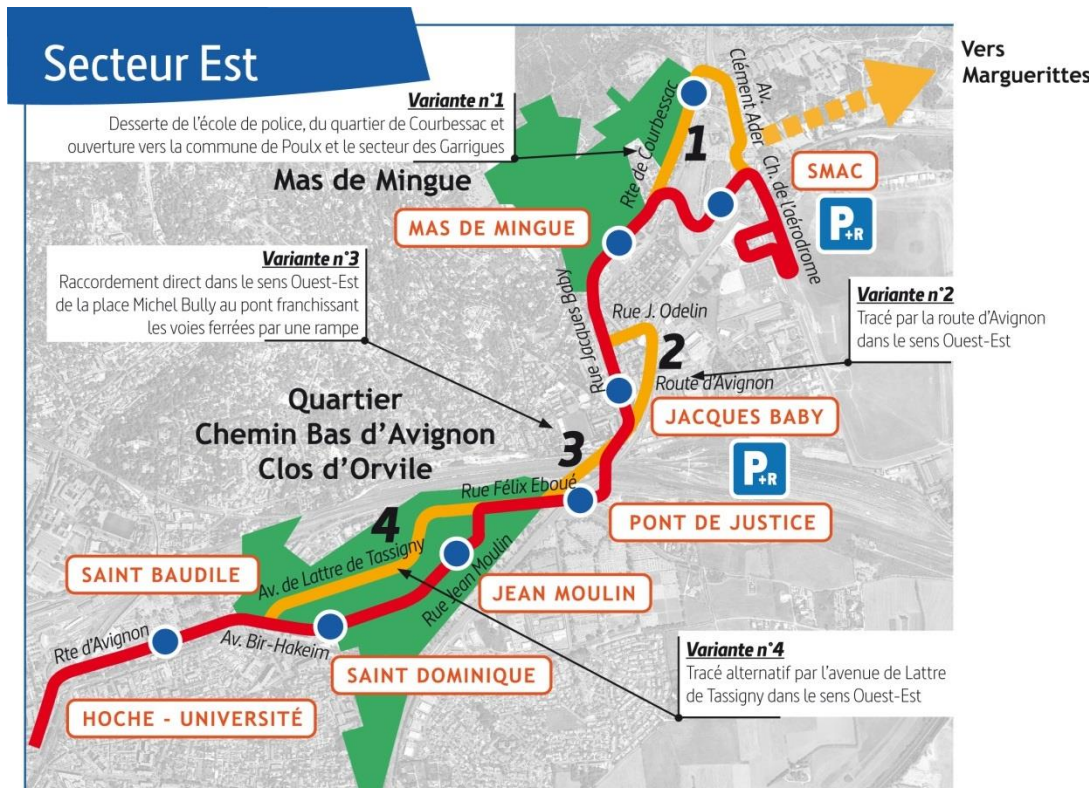 Secteur Est
Vers
Marguerittes
Variante n°1
Desserte de l'école de police, du quartier de Courbessac et
ouverture vers la commune de Poulx et le secteur des Garrigues
Av.
Clément Ader
Rte de Courbessac
1
Mas de Mingue
SMAC
P+R
Ch. de l'aérodrome
MAS DE MINGUE
Variante n°3
Raccordement direct dans le sens Ouest-Est
de la place Michel Bully au pont franchissant
les voies ferrées par une rampe
Rue Jacques Baby
Rue J. Odelin
2
Route d'Avignon
Variante n°2
Tracé par la route d'Avignon
dans le sens Ouest-Est
Quartier
Chemin Bas d'Avignon
Clos d'Orvile
JACQUES BABY
P+R
3
Rue Félix Eboué
PONT DE JUSTICE
4
Av. de Lattre de Tassigny
Rue Jean Moulin
JEAN MOULIN
SAINT BAUDILE
Rte d'Avignon
Av. Bir-Hakeim
SAINT DOMINIQUE
HOCHE - UNIVERSITÉ
Variante n°4
Tracé alternatif par l'avenue de Lattre
de Tassigny dans le sens Ouest-Est